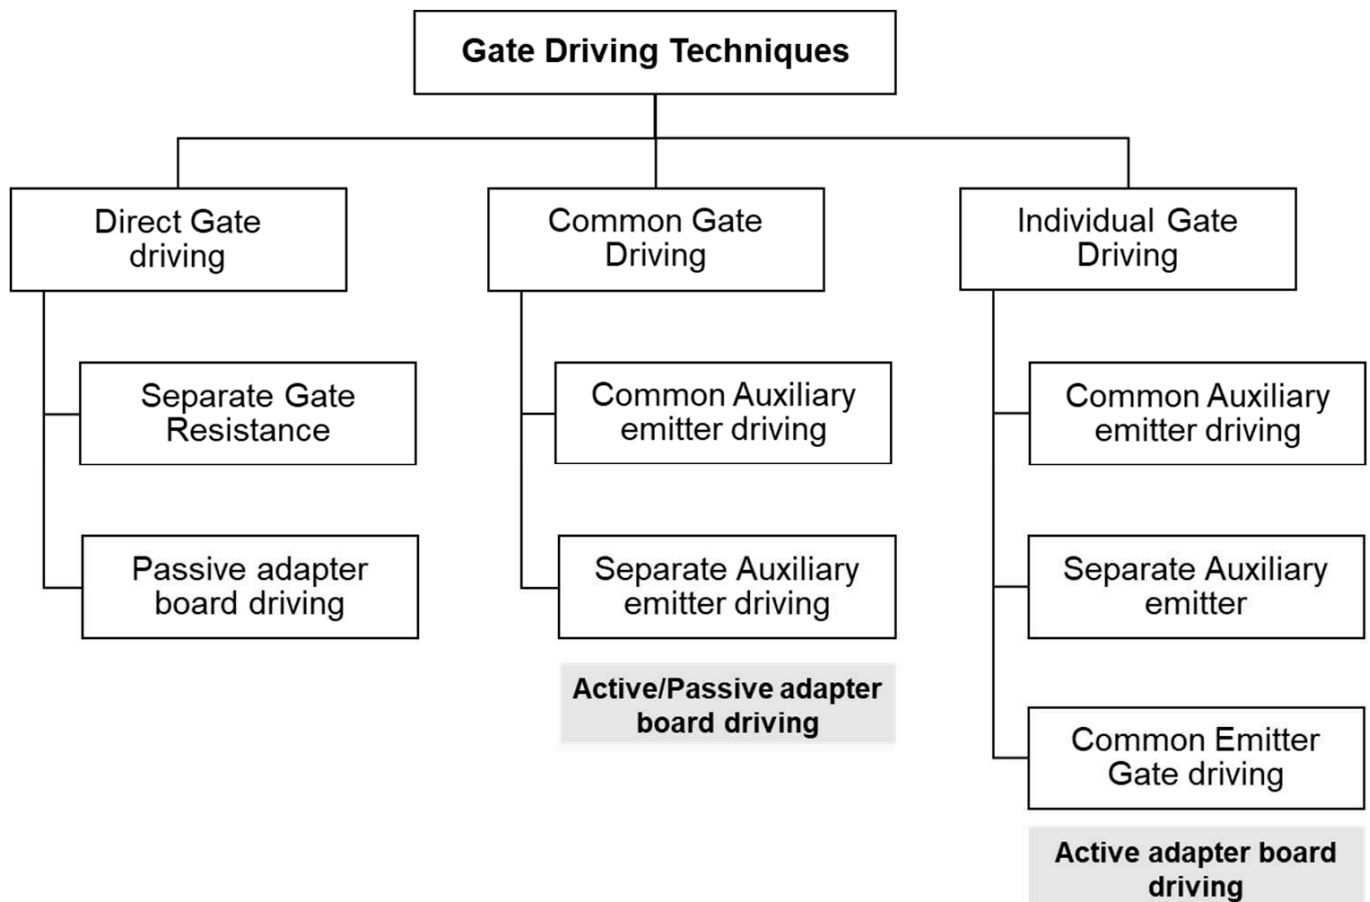 Gate Driving Techniques
Direct Gate
driving
Common Gate
Driving
Individual Gate
Driving
Separate Gate
Resistance
Common Auxiliary
emitter driving
Common Auxiliary
emitter driving
Passive adapter
board driving
Separate Auxiliary
emitter driving
Separate Auxiliary
emitter
Active/Passive adapter
board driving
Common Emitter
Gate driving
Active adapter board
driving